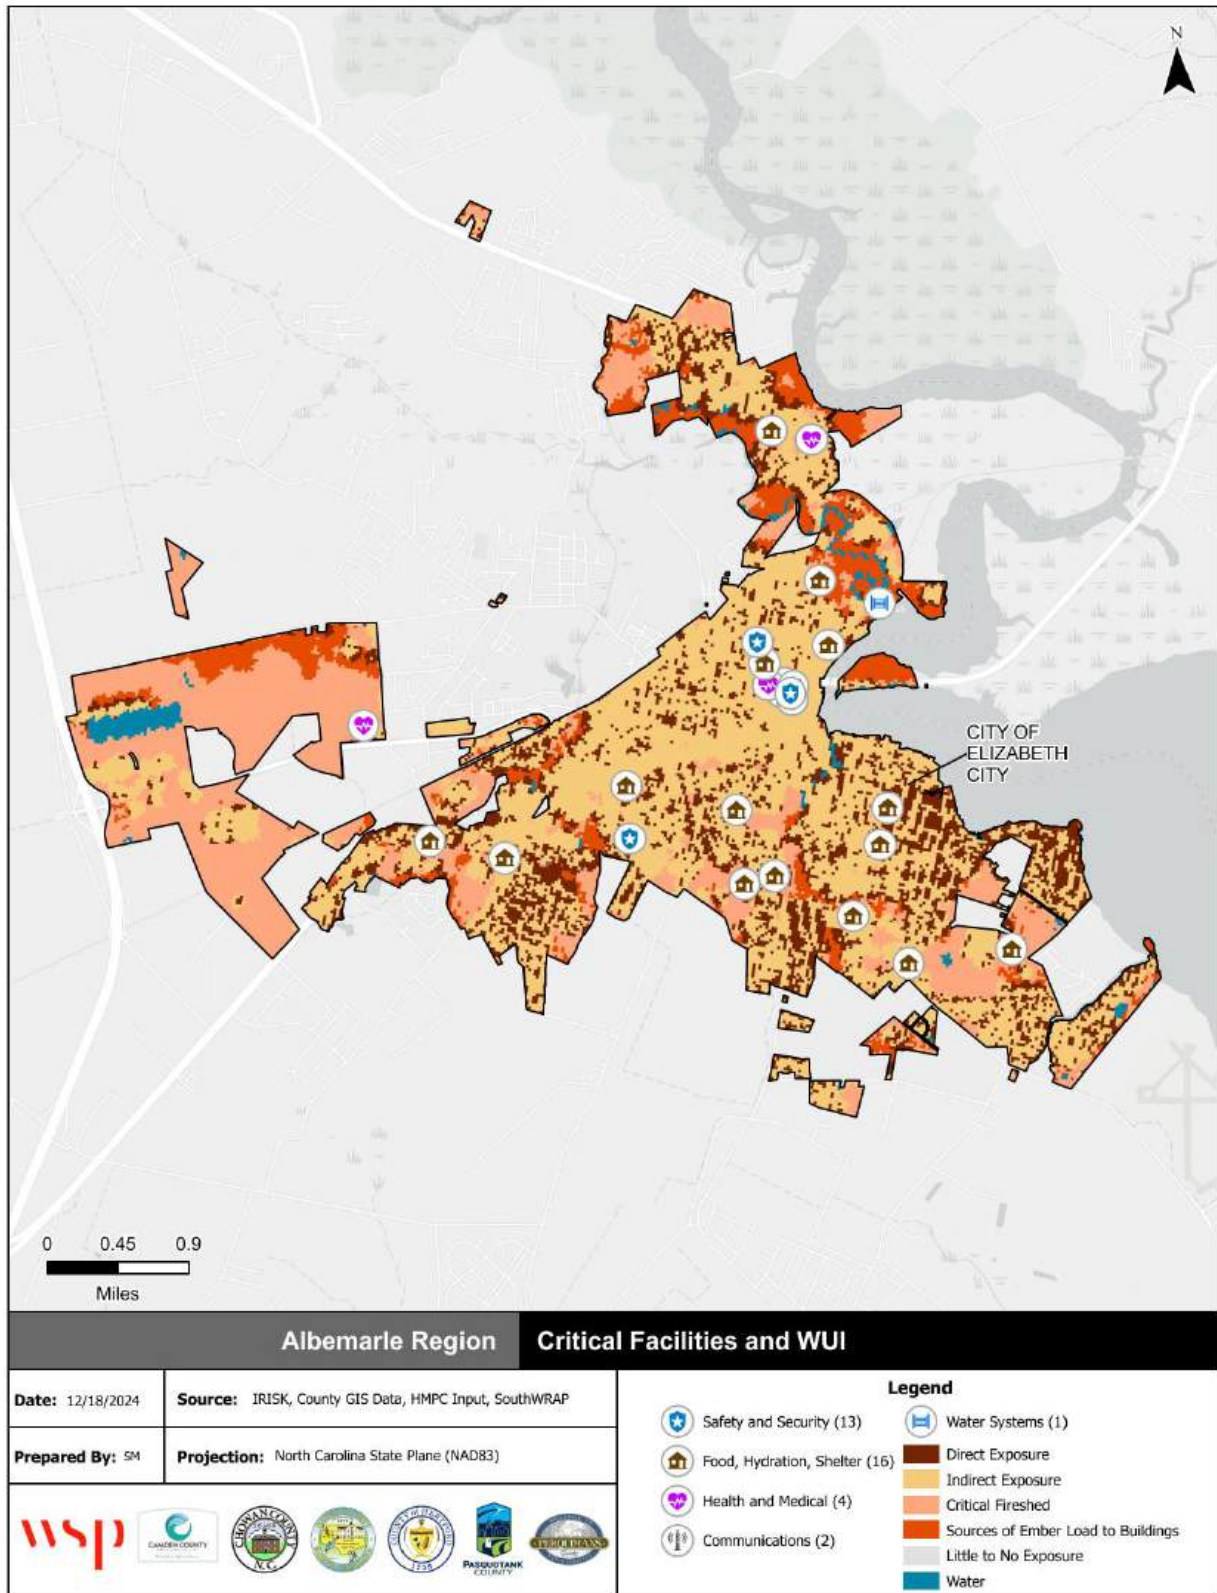 N
CITY OF
ELIZABETH
CITY
0 0.45 0.9
Miles
Albemarle Region Critical Facilities and WUI
Date: 12/18/2024 Source: IRISK, County GIS Data, HMPC Input, SouthWRAP
Prepared By: SM Projection: North Carolina State Plane (NAD83)
Legend
Safety and Security (13)
Food, Hydration, Shelter (16)
Health and Medical (4)
Communications (2)
Water Systems (1)
Direct Exposure
Indirect Exposure
Critical Fireshed
Sources of Ember Load to Buildings
Little to No Exposure
Water
wsp
CAMDEN COUNTY
CHOWAN COUNTY
N.C.
PASQUOTANK
COUNTY
PERQUIMANS